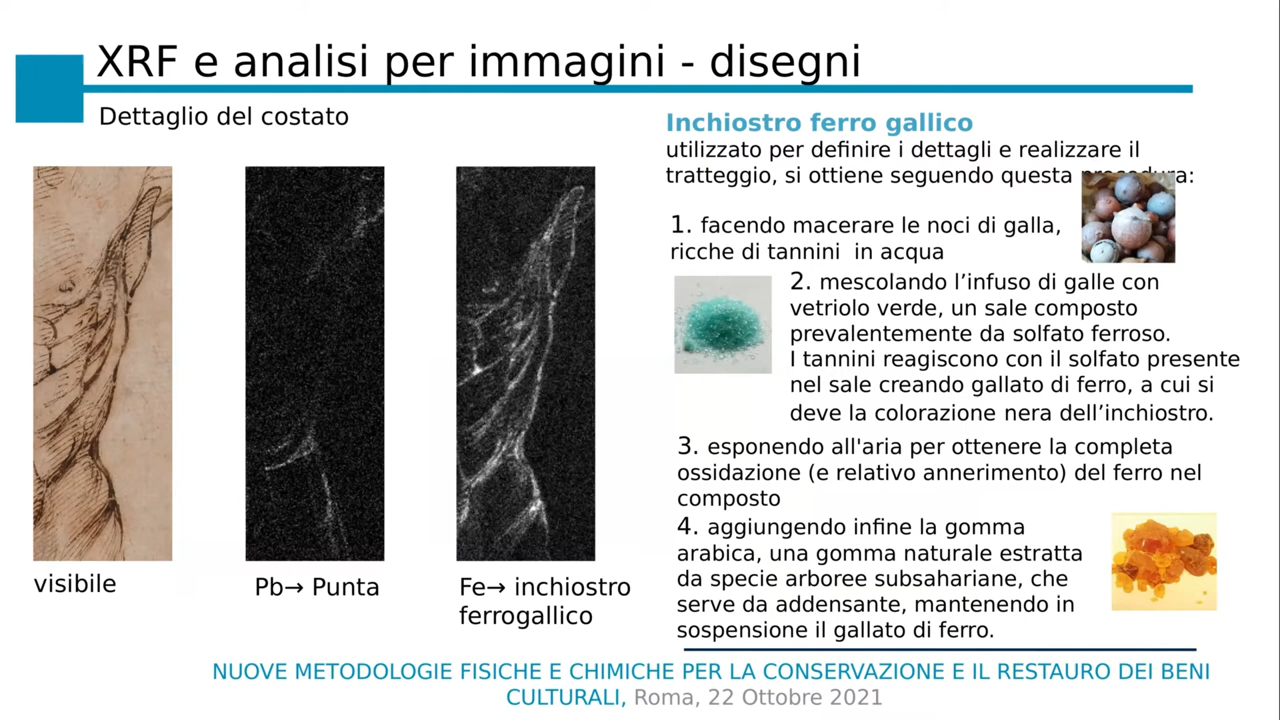 XRF e analisi per immagini - disegni
Dettaglio del costato
visibile
Pb→ Punta
Fe→ inchiostro
ferrogallico
Inchiostro ferro gallico
utilizzato per definire i dettagli e realizzare il
tratteggio, si ottiene seguendo questa procedura:
1. facendo macerare le noci di galla,
ricche di tannini  in acqua
2. mescolando l’infuso di galle con
vetriolo verde, un sale composto
prevalentemente da solfato ferroso.
I tannini reagiscono con il solfato presente
nel sale creando gallato di ferro, a cui si
deve la colorazione nera dell’inchiostro.
3. esponendo all'aria per ottenere la completa
ossidazione (e relativo annerimento) del ferro nel
composto
4. aggiungendo infine la gomma
arabica, una gomma naturale estratta
da specie arboree subsahariane, che
serve da addensante, mantenendo in
sospensione il gallato di ferro.
NUOVE METODOLOGIE FISICHE E CHIMICHE PER LA CONSERVAZIONE E IL RESTAURO DEI BENI
CULTURALI, Roma, 22 Ottobre 2021